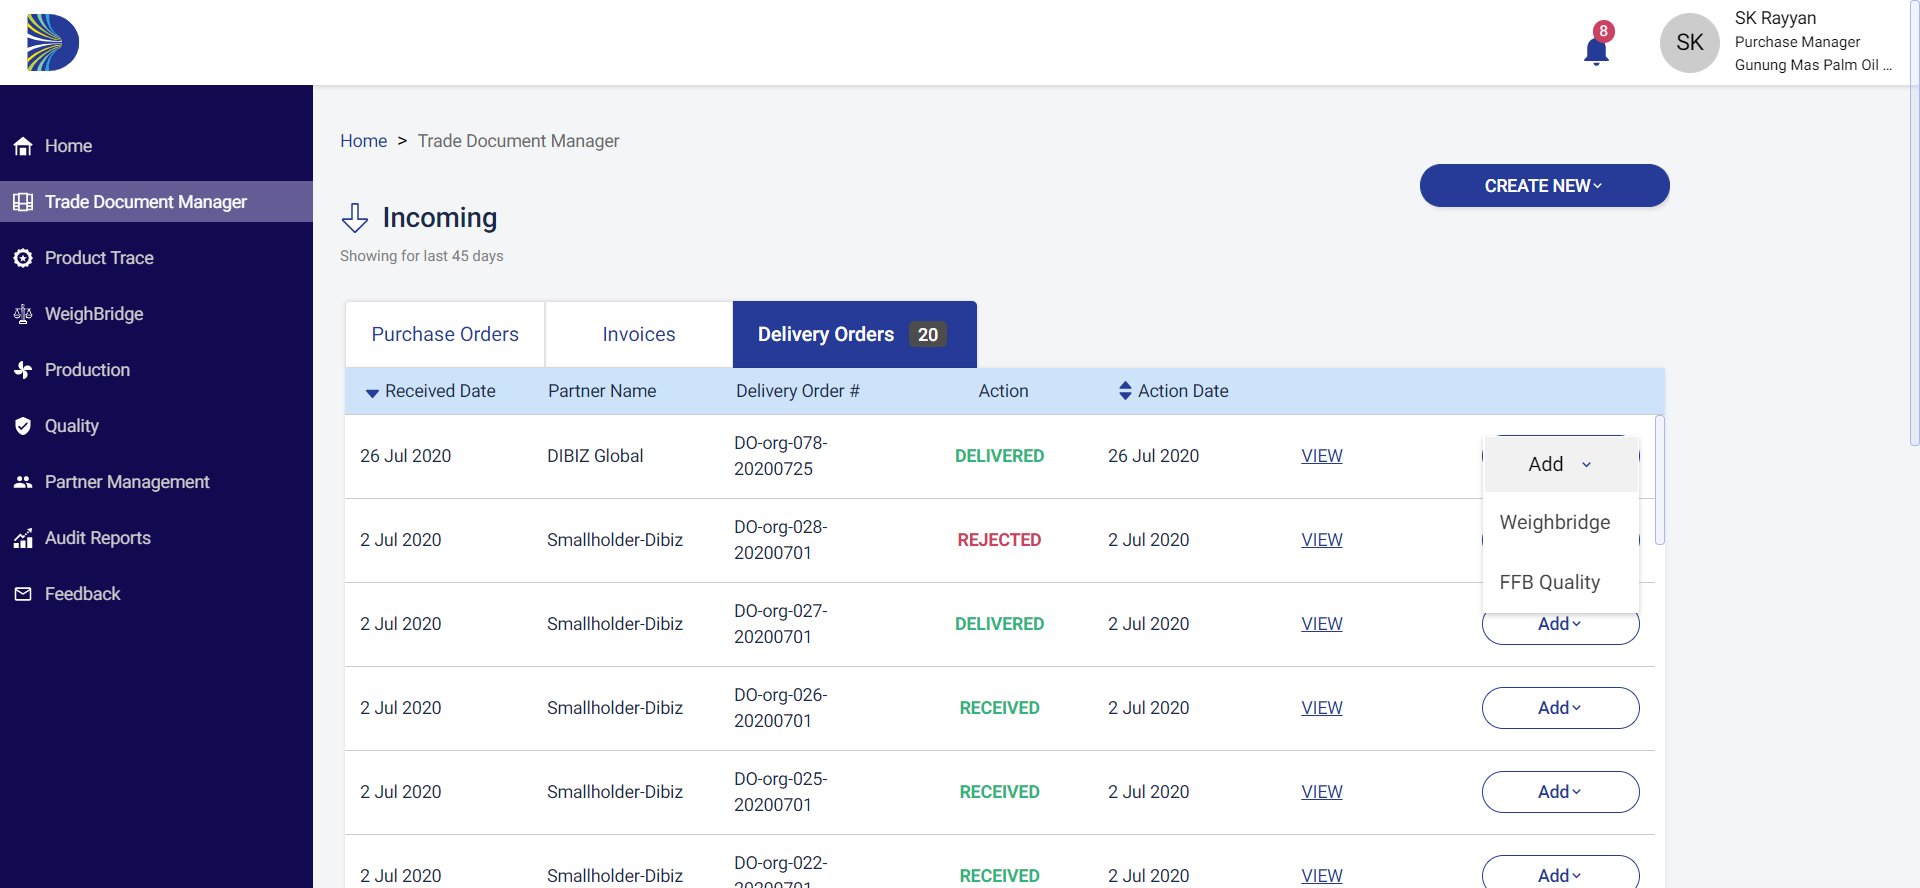 8
SK
SK Rayyan
Purchase Manager
Gunung Mas Palm Oil ...
Home
Trade Document Manager
Product Trace
WeighBridge
Production
Quality
Partner Management
Audit Reports
Feedback
Home > Trade Document Manager
CREATE NEW
Incoming
Showing for last 45 days
Purchase Orders
Invoices
Delivery Orders 20
Received Date Partner Name Delivery Order # Action Action Date
26 Jul 2020 DIBIZ Global DO-org-078-
20200725 DELIVERED 26 Jul 2020 VIEW
Add
Weighbridge
FFB Quality
2 Jul 2020 Smallholder-Dibiz DO-org-028-
20200701 REJECTED 2 Jul 2020 VIEW
2 Jul 2020 Smallholder-Dibiz DO-org-027-
20200701 DELIVERED 2 Jul 2020 VIEW Add
2 Jul 2020 Smallholder-Dibiz DO-org-026-
20200701 RECEIVED 2 Jul 2020 VIEW Add
2 Jul 2020 Smallholder-Dibiz DO-org-025-
20200701 RECEIVED 2 Jul 2020 VIEW Add
2 Jul 2020 Smallholder-Dibiz DO-org-022-
RECEIVED 2 Jul 2020 VIEW Add